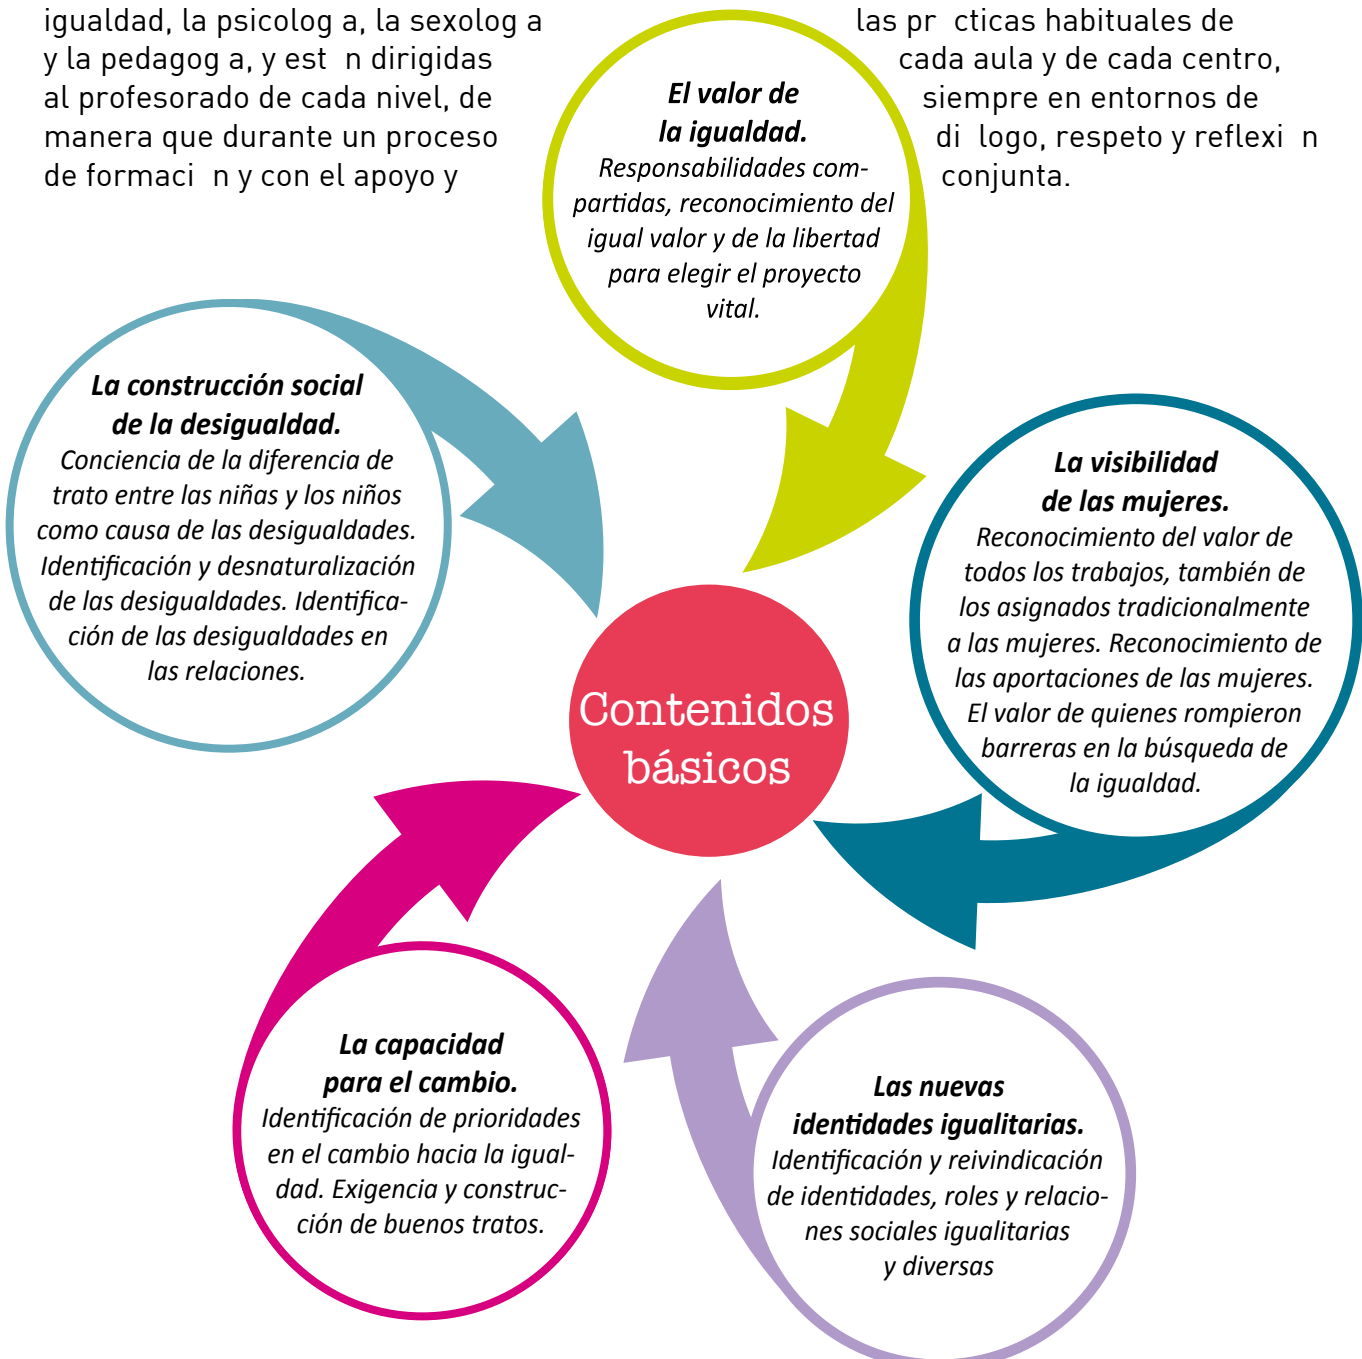 igualdad, la psicolog a, la sexolog a
y la pedagog a, y est n dirigidas
al profesorado de cada nivel, de
manera que durante un proceso
de formaci n y con el apoyo y
las pr cticas habituales de
cada aula y de cada centro,
siempre en entornos de
di logo, respeto y reflexi n
conjunta.
El valor de
la igualdad.
Responsabilidades com-
partidas, reconocimiento del
igual valor y de la libertad
para elegir el proyecto
vital.
La construcción social
de la desigualdad.
Conciencia de la diferencia de
trato entre las niñas y los niños
como causa de las desigualdades.
Identificación y desnaturalización
de las desigualdades. Identifica-
ción de las desigualdades en
las relaciones.
La visibilidad
de las mujeres.
Reconocimiento del valor de
todos los trabajos, también de
los asignados tradicionalmente
a las mujeres. Reconocimiento de
las aportaciones de las mujeres.
El valor de quienes rompieron
barreras en la búsqueda de
la igualdad.
Contenidos
básicos
La capacidad
para el cambio.
Identificación de prioridades
en el cambio hacia la igual-
dad. Exigencia y construc-
ción de buenos tratos.
Las nuevas
identidades igualitarias.
Identificación y reivindicación
de identidades, roles y relacio-
nes sociales igualitarias
y diversas